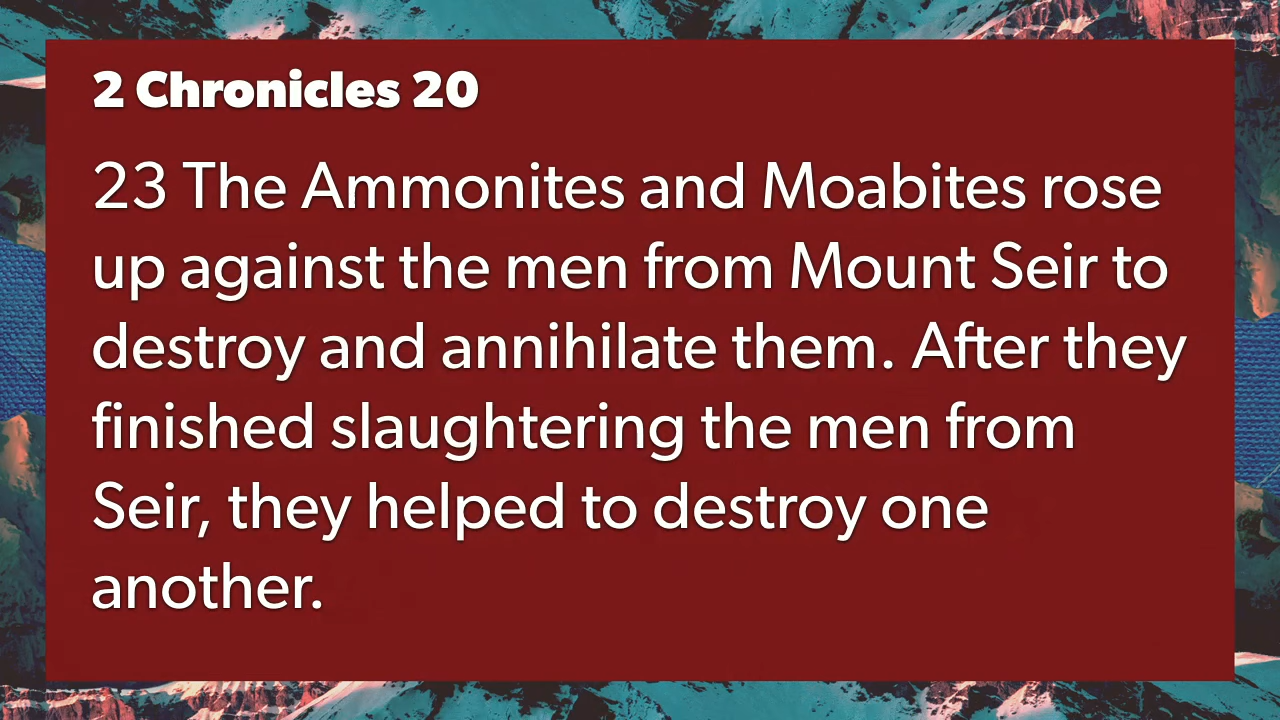 2 Chronicles 20
23 The Ammonites and Moabites rose
up against the men from Mount Seir to
destroy and annihilate them. After they
finished slaughtering the men from
Seir, they helped to destroy one
another.